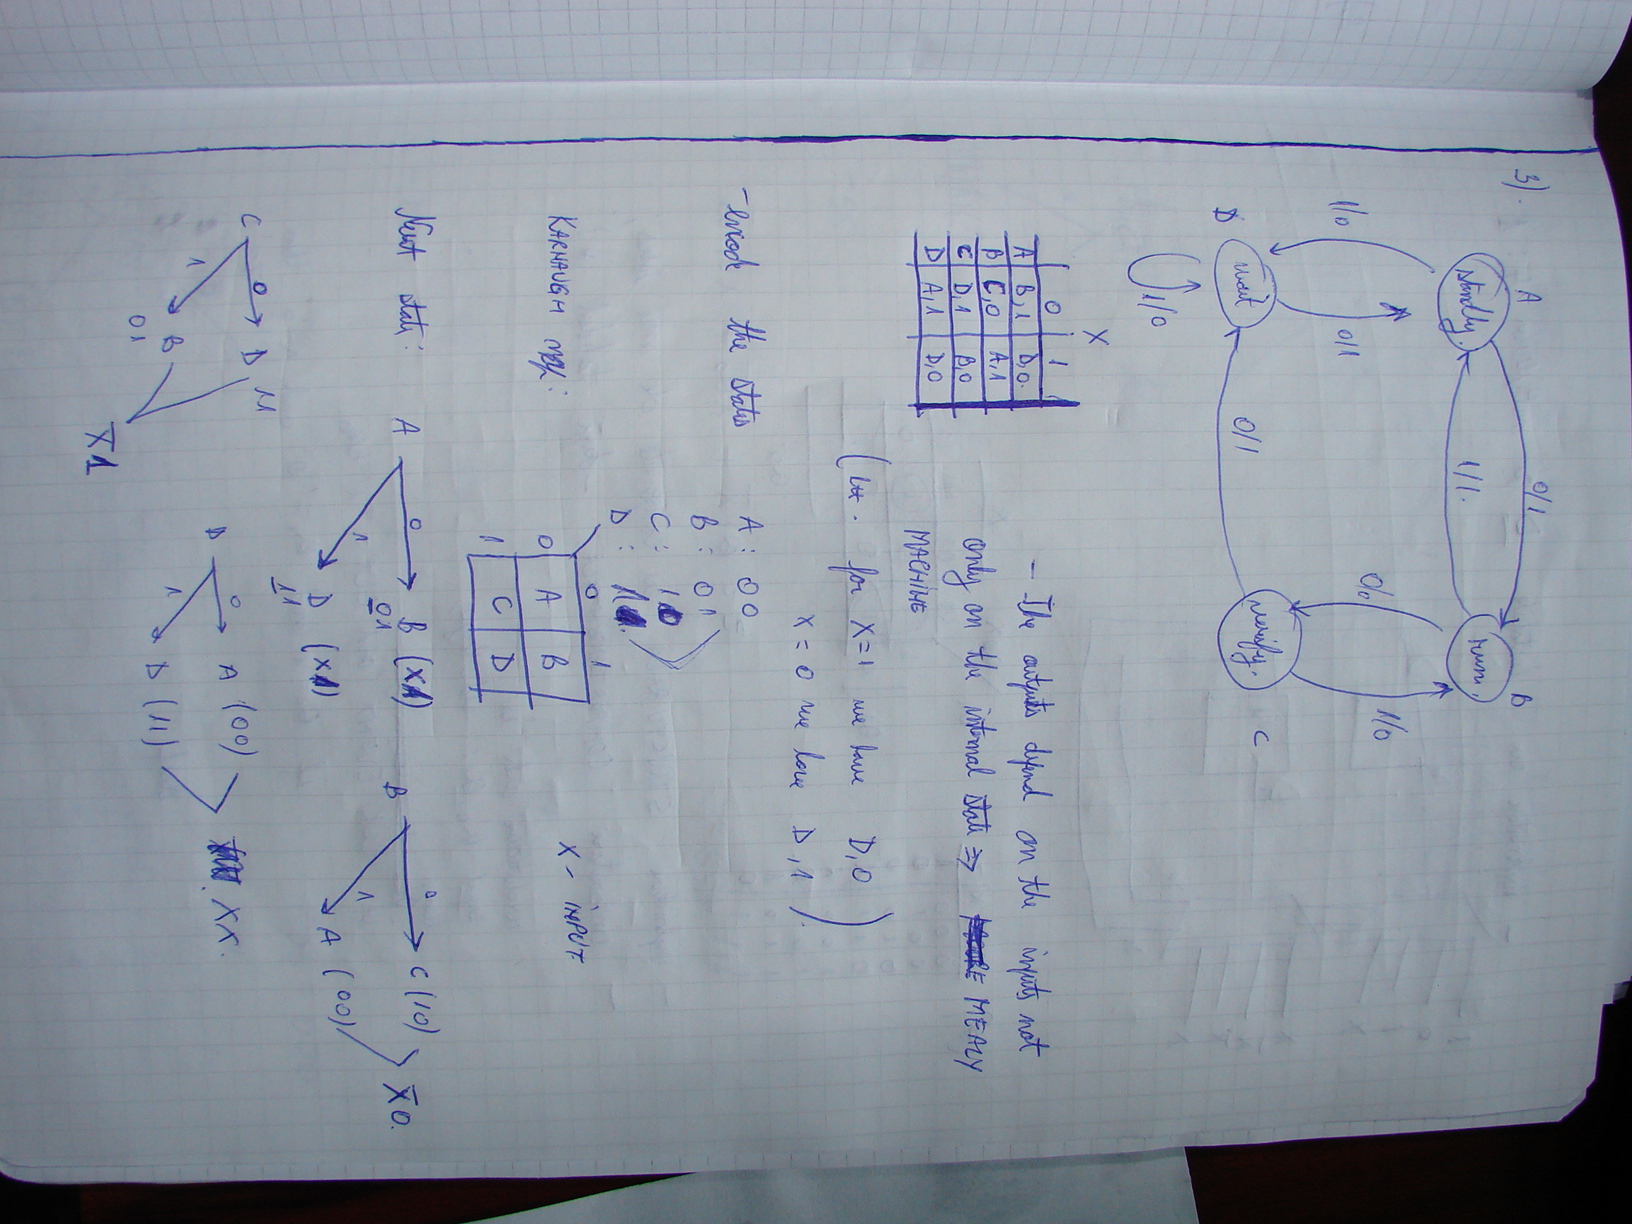 3).
A
standby.
0/1
1/1.
B
run.
1/0
0/1
0/0
1/0
D
wait
0/1
verify.
C
1/0
X
0 1
A B,1 D,0.
B C,0 A,1
C D,1 B,0
D A,1 D,0
- The outputs depend on the inputs not
only on the internal state => MEALY
MACHINE
( for X=1 we have D,0
X=0 we have D,1 ).
- encode the states
A: 00
B: 01
C: 10
D: 11
KARNAUGH map:
0 1
0 A B
1 C D
X - INPUT
Next state:
A
0
B (X1)
01
1
D (X1)
11
B
0
C (10)
1
A (00)
X̅0.
C
0
D 11
1
B
01
X̅1
D
0
A (00)
1
D (11)
XX.